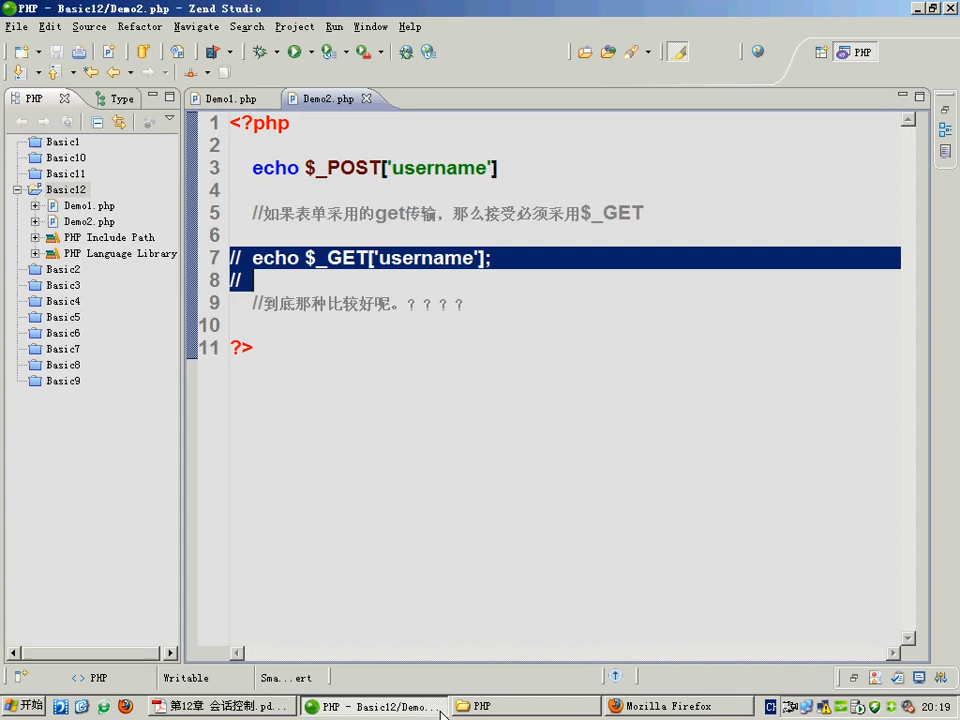 PHP - Basic12/Demo2.php - Zend Studio
File Edit Source Refactor Navigate Search Project Run Window Help
PHP
PHP Type Demo1.php Demo2.php
Basic1
Basic10
Basic11
Basic12
Demo1.php
Demo2.php
PHP Include Path
PHP Language Library
Basic2
Basic3
Basic4
Basic5
Basic6
Basic7
Basic8
Basic9
1 <?php
2
3 echo $_POST['username']
4
5 //如果表单采用的get传输，那么接受必须采用$_GET
6
7 // echo $_GET['username'];
8 //
9 //到底那种比较好呢。？？？？
10
11 ?>
PHP Writable Sma...ert
开始 第12章 会话控制.pd... PHP - Basic12/Demo... PHP Mozilla Firefox CH 20:19